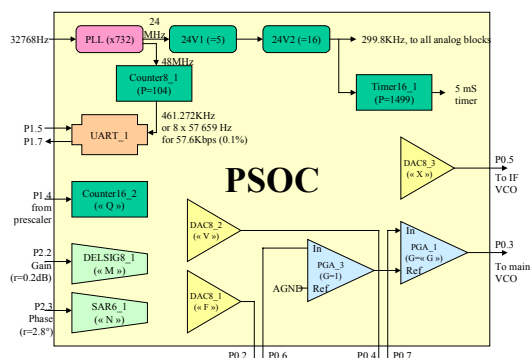 32768Hz
PLL (x732)
24
MHz
24V1 (=5)
24V2 (=16)
299.8KHz, to all analog blocks
48MHz
Counter8_1
(P=104)
Timer16_1
(P=1499)
5 mS
timer
461.272KHz
or 8 x 57 659 Hz
for 57.6Kbps (0.1%)
P1.5
P1.7
UART_1
PSOC
DAC8_3
(« X »)
P0.5
To IF
VCO
P1.4
from
prescaler
Counter16_2
(« Q »)
DAC8_2
(« V »)
In
PGA_1
(G=« G »)
Ref
P0.3
To main
VCO
P2.2
Gain
(r=0.2dB)
DELSIG8_1
(« M »)
In
PGA_3
(G=1)
AGND
Ref
P2.3
Phase
(r=2.8°)
SAR6_1
(« N »)
DAC8_1
(« F »)
P0.2
P0.6
P0.4
P0.7